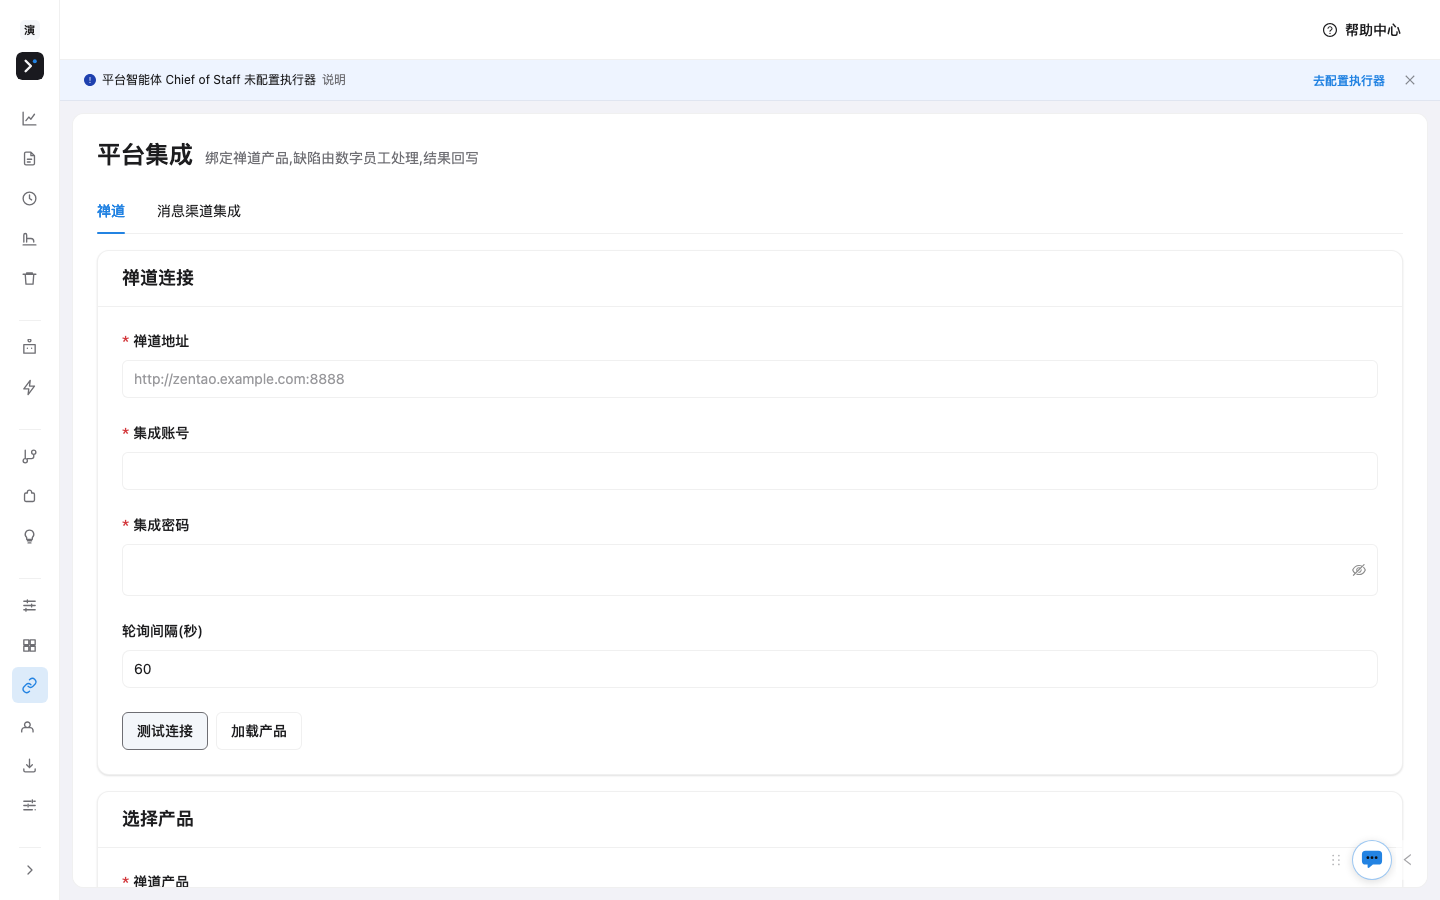 演
帮助中心
平台智能体 Chief of Staff 未配置执行器 说明
去配置执行器
平台集成 绑定禅道产品,缺陷由数字员工处理,结果回写
禅道 消息渠道集成
禅道连接
* 禅道地址
http://zentao.example.com:8888
* 集成账号
* 集成密码
轮询间隔(秒)
60
测试连接 加载产品
选择产品
* 禅道产品